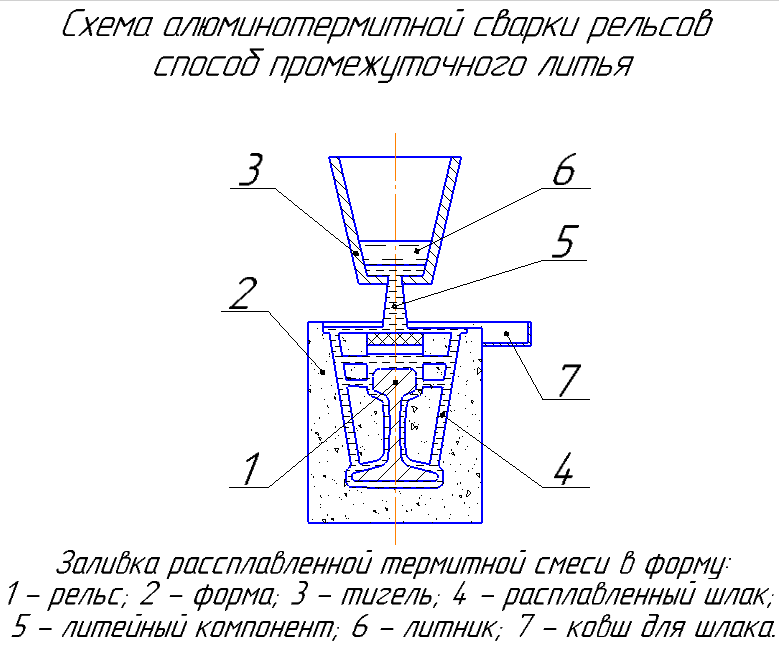 Схема алюминотермитной сварки рельсов
способ промежуточного литья
3
6
5
2
7
1
4
Заливка рассплавленной термитной смеси в форму:
1 – рельс; 2 – форма; 3 – тигель; 4 – расплавленный шлак;
5 – литейный компонент; 6 – литник; 7 – ковш для шлака.